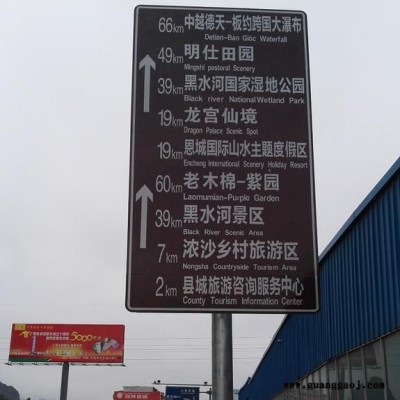 66km 中越德天-板约跨国大瀑布
Detian-Ban Gioc Waterfall
49km 明仕田园
Mingshi pastoral Scenery
39km 黑水河国家湿地公园
Black river National Wetland Park
19km 龙宫仙境
Dragon Palace Scenic Spot
19km 恩城国际山水主题度假区
Encheng International Scenery Holiday Resort
60km 老木棉-紫园
Laomumian-Purple Garden
39km 黑水河景区
Black River Scenic Area
7km 浓沙乡村旅游区
Nongsha Countryside Tourism Area
2km 县城旅游咨询服务中心
County Tourism Information Center
5000
www.guanggaoj.com